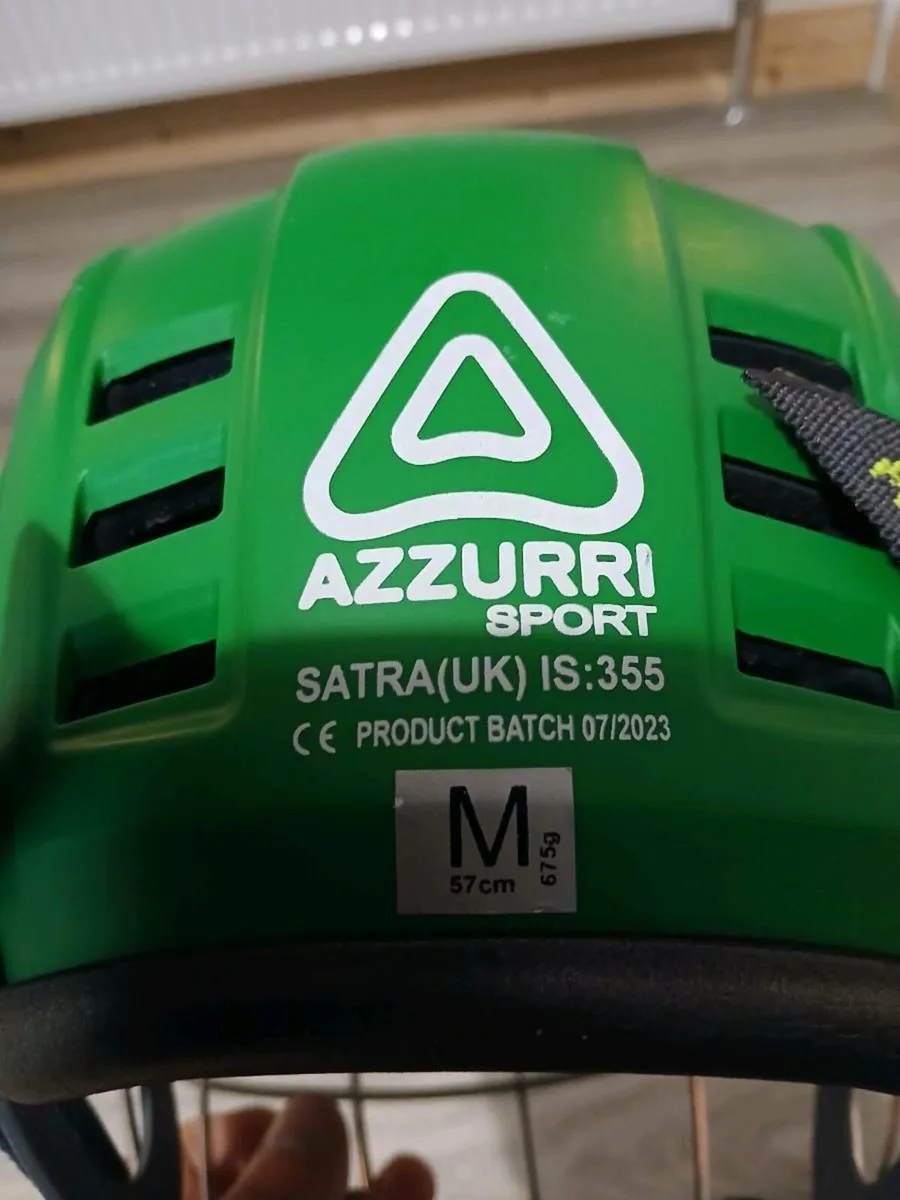 AZZURRI
SPORT
SATRA(UK) IS:355
CE PRODUCT BATCH 07/2023
M
57cm
675g